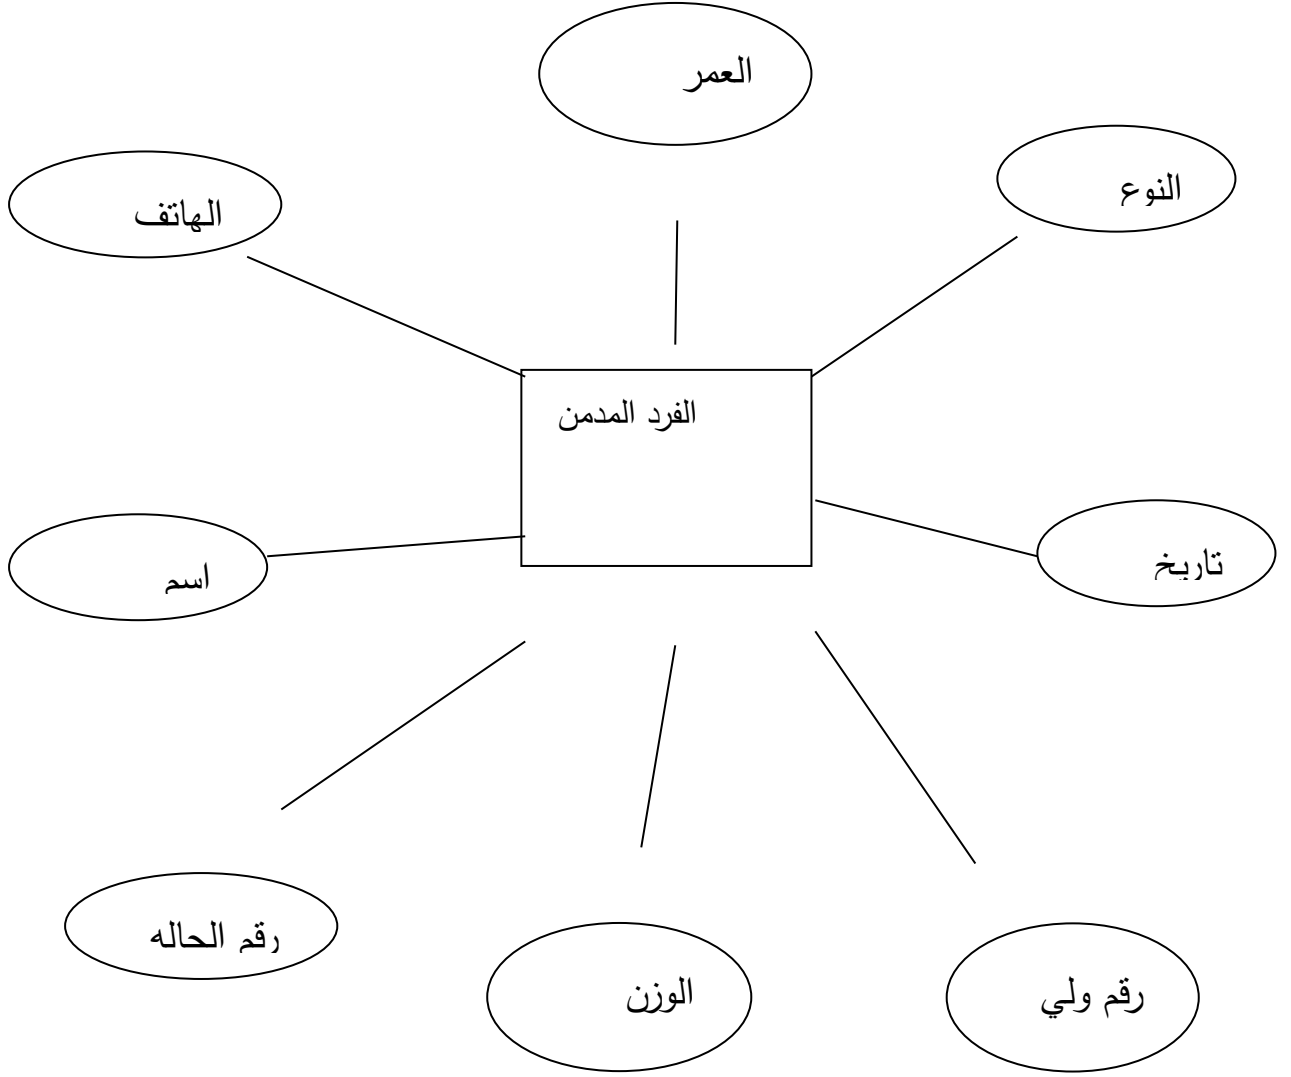 العمر
النوع
الهاتف
الفرد المدمن
تاريخ
اسم
رقم الحاله
الوزن
رقم ولي